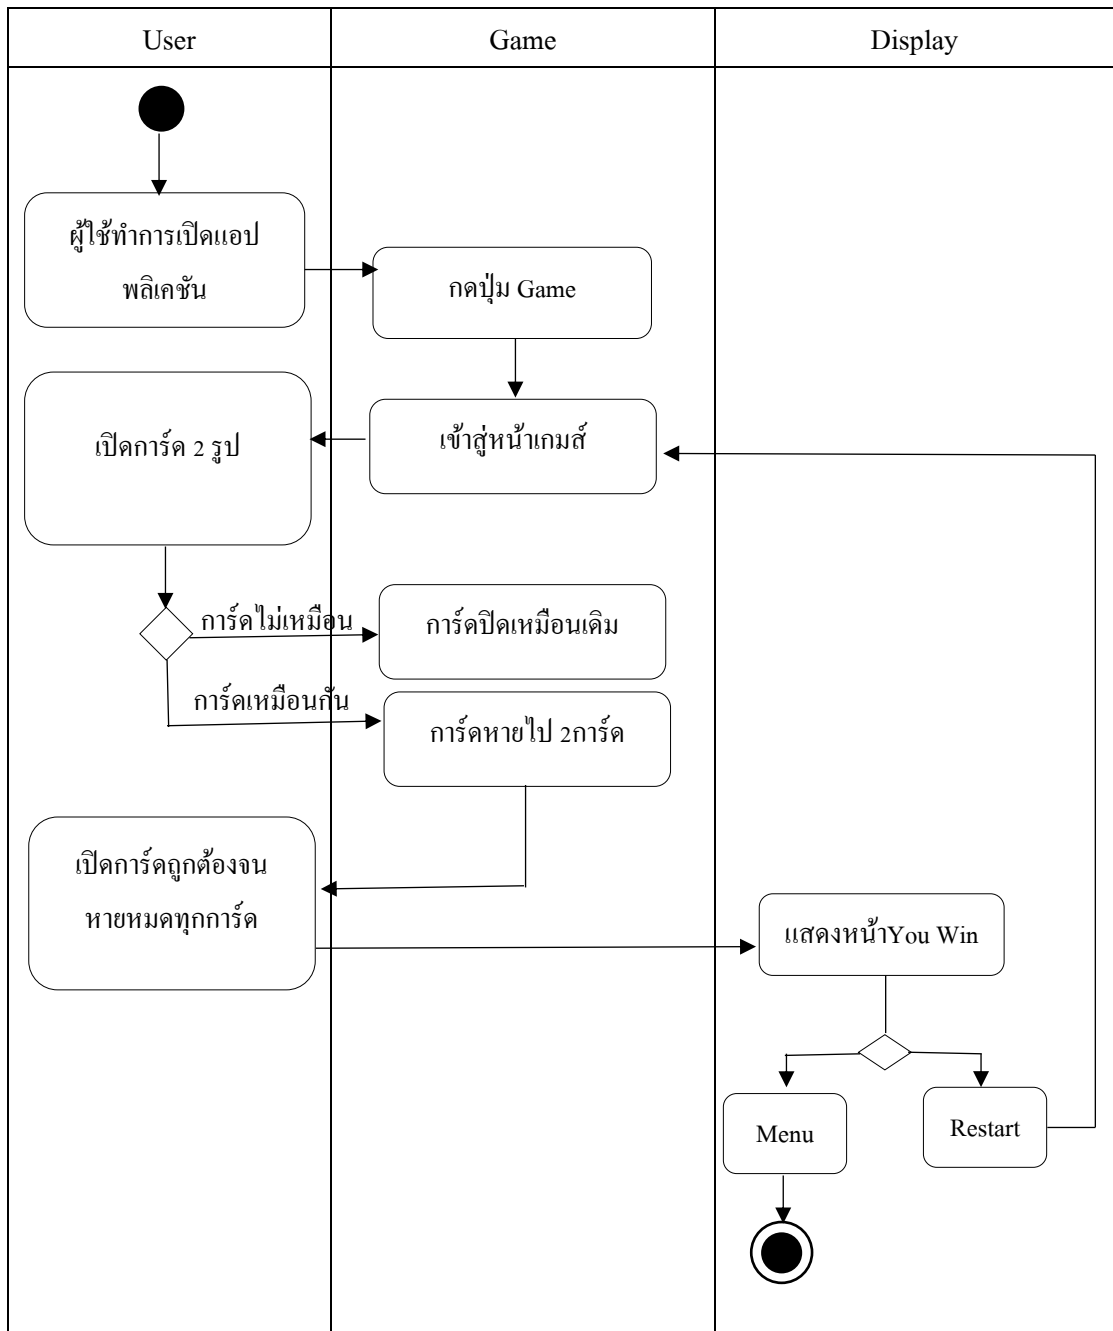 User
Game
Display
ผู้ใช้ทำการเปิดแอป
พลิเคชัน
กดปุ่ม Game
เข้าสู่หน้าเกมส์
เปิดการ์ด 2 รูป
การ์ดไม่เหมือน
การ์ดปิดเหมือนเดิม
การ์ดเหมือนกัน
การ์ดหายไป 2การ์ด
เปิดการ์ดถูกต้องจน
หายหมดทุกการ์ด
แสดงหน้าYou Win
Menu
Restart